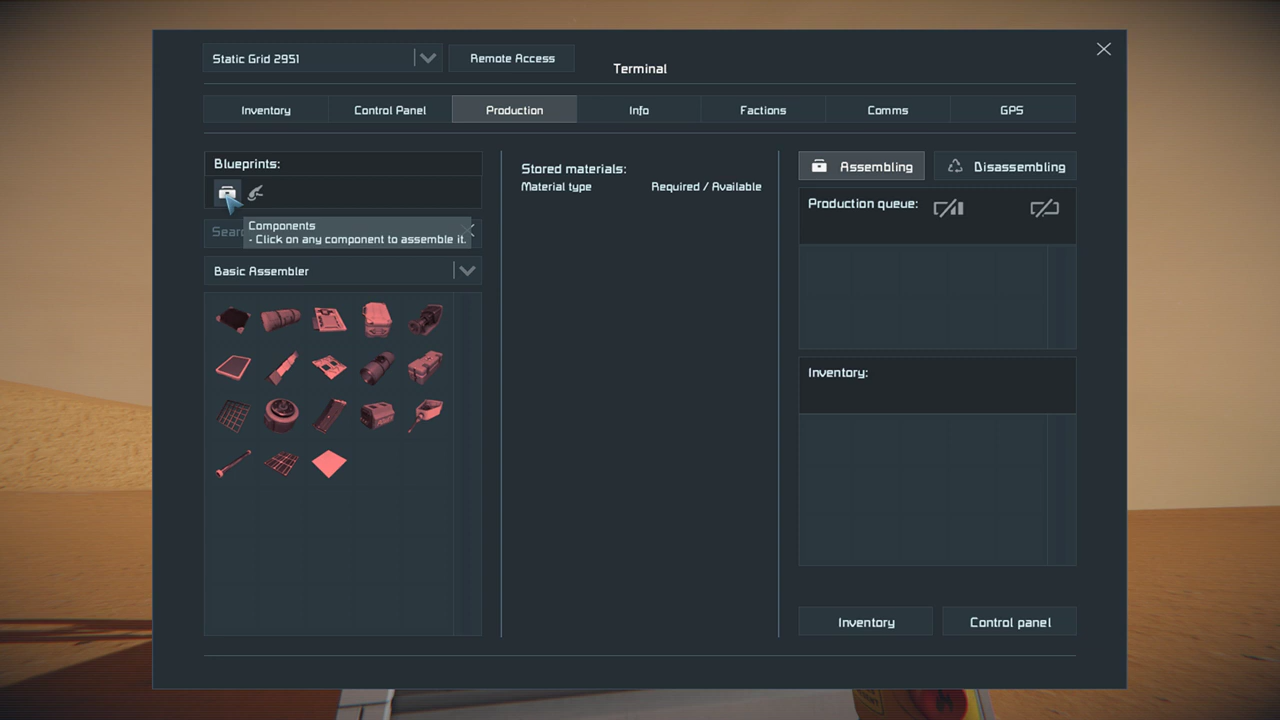 Static Grid 2951
Remote Access
Terminal
Inventory
Control Panel
Production
Info
Factions
Comms
GPS
Blueprints:
Components
- Click on any component to assemble it.
Sear
Basic Assembler
Stored materials:
Material type
Required / Available
Assembling
Disassembling
Production queue:
Inventory:
Inventory
Control panel